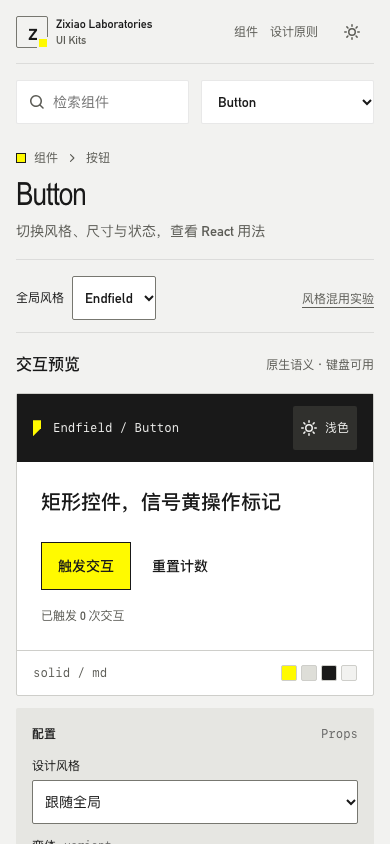 Z
Zixiao Laboratories
UI Kits
组件 设计原则
检索组件
Button
组件 > 按钮
Button
切换风格、尺寸与状态，查看 React 用法
全局风格
Endfield
风格混用实验
交互预览
原生语义 · 键盘可用
Endfield / Button
浅色
矩形控件，信号黄操作标记
触发交互
重置计数
已触发 0 次交互
solid / md
配置
Props
设计风格
跟随全局
变体 variant